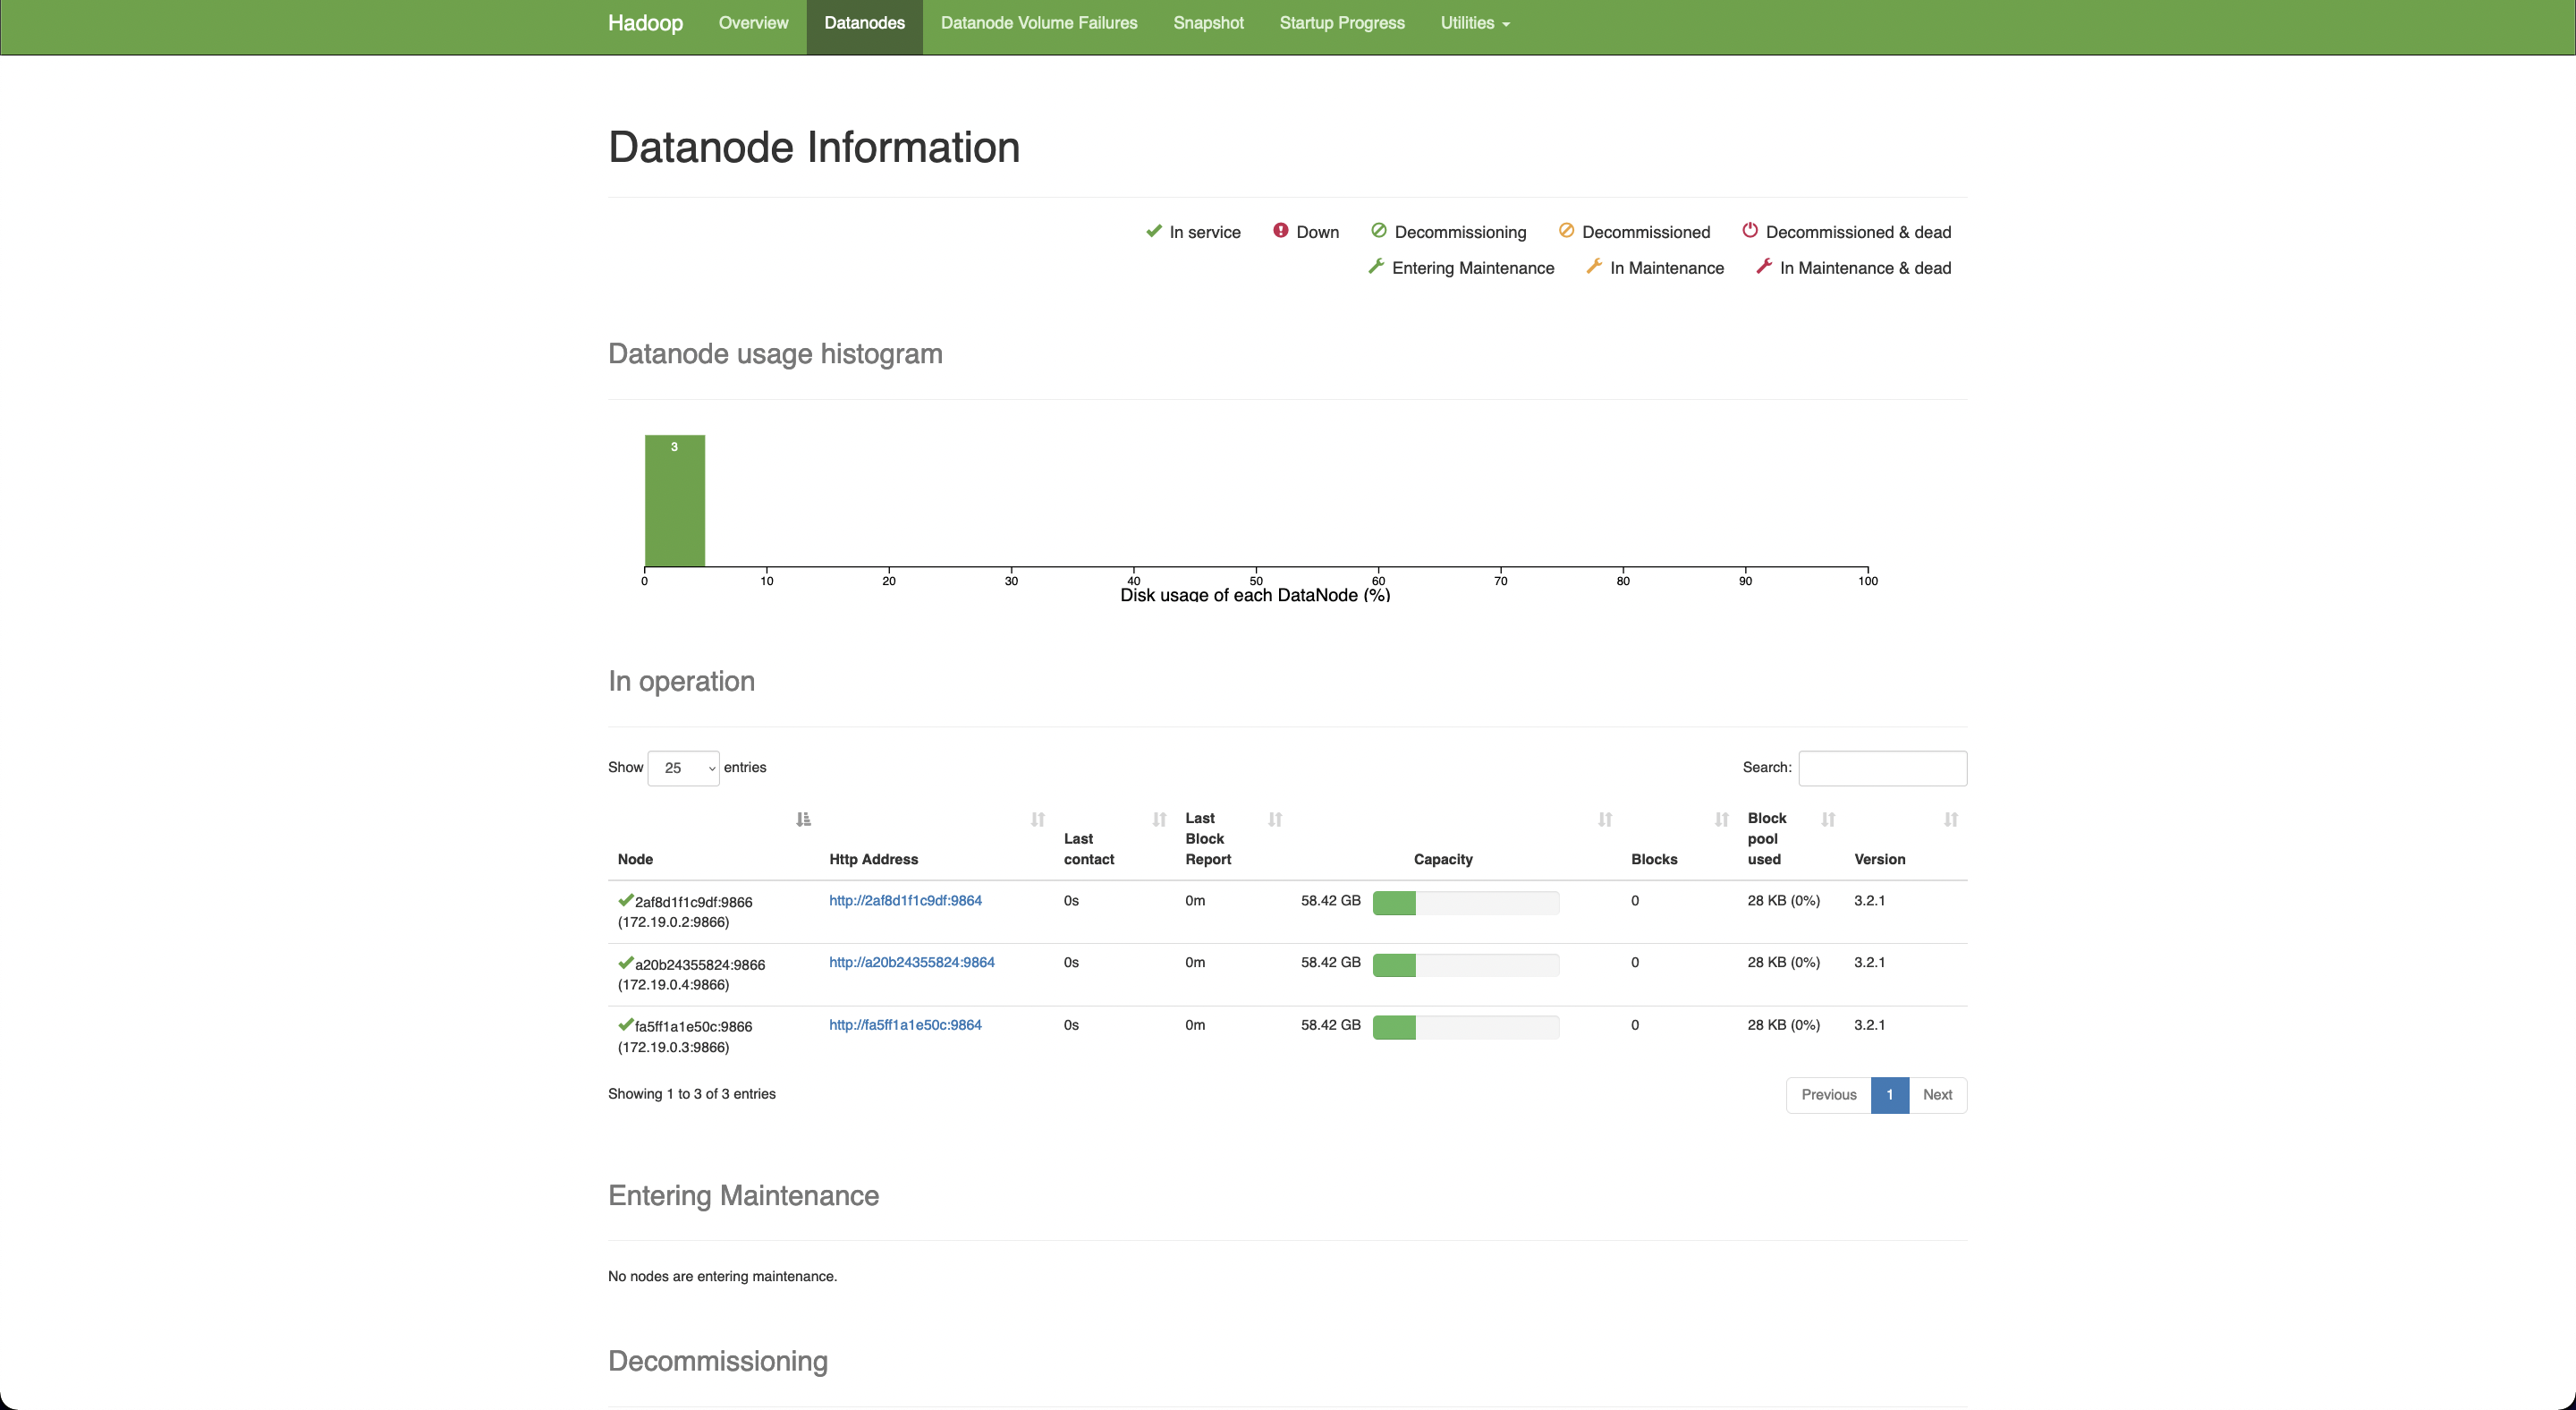 Hadoop Overview Datanodes Datanode Volume Failures Snapshot Startup Progress Utilities
Datanode Information
In service Down Decommissioning Decommissioned Decommissioned & dead
Entering Maintenance In Maintenance In Maintenance & dead
Datanode usage histogram
3
0 10 20 30 40 50 60 70 80 90 100
Disk usage of each DataNode (%)
In operation
Show 25 entries Search:
Node Http Address Last contact Last Block Report Capacity Blocks Block pool used Version
2af8d1f1c9df:9866 http://2af8d1f1c9df:9864 0s 0m 58.42 GB 0 28 KB (0%) 3.2.1
(172.19.0.2:9866)
a20b24355824:9866 http://a20b24355824:9864 0s 0m 58.42 GB 0 28 KB (0%) 3.2.1
(172.19.0.4:9866)
fa5ff1a1e50c:9866 http://fa5ff1a1e50c:9864 0s 0m 58.42 GB 0 28 KB (0%) 3.2.1
(172.19.0.3:9866)
Showing 1 to 3 of 3 entries Previous 1 Next
Entering Maintenance
No nodes are entering maintenance.
Decommissioning